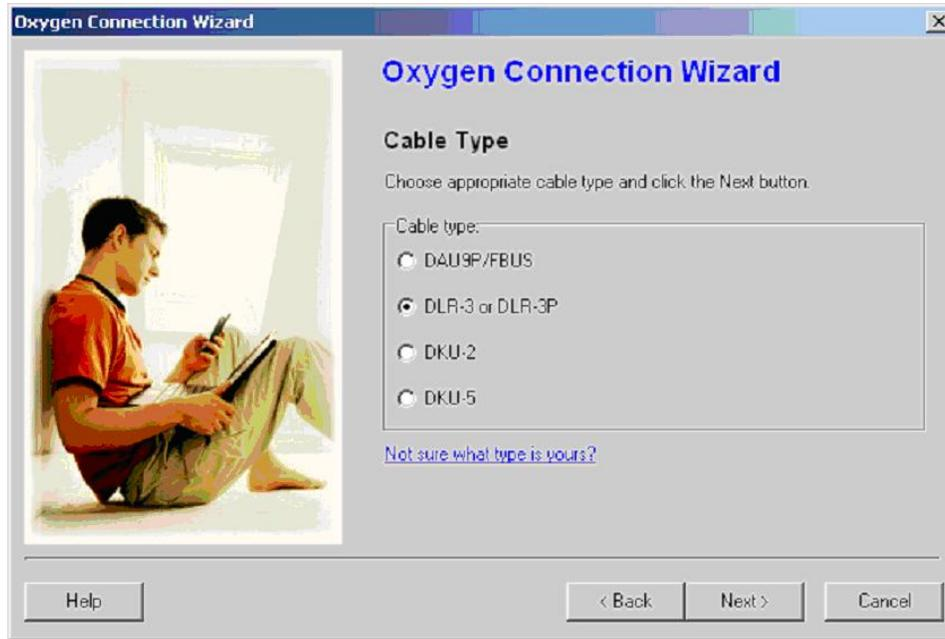 Oxygen Connection Wizard
Oxygen Connection Wizard
Cable Type
Choose appropriate cable type and click the Next button.
Cable type:
DAU9P/FBUS
DLR-3 or DLR-3P
DKU-2
DKU-5
Not sure what type is yours?
Help
< Back
Next >
Cancel